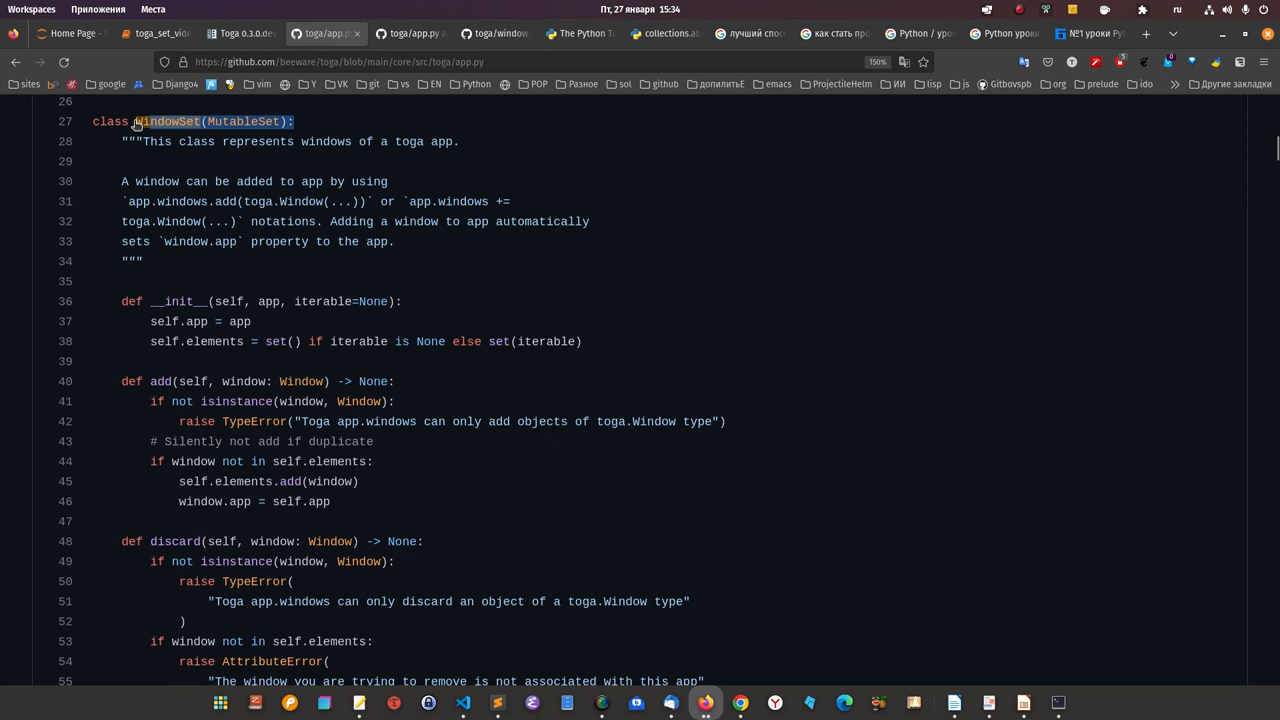 Workspaces Приложения Места Пт, 27 января 15:34 ru
Home Page - toga_set_vide Toga 0.3.0.dev toga/app.p toga/app.py a toga/window. The Python Tu collections.ab лучший спос как стать про Python / уро Python уроки №1 уроки Py
https://github.com/beeware/toga/blob/main/core/src/toga/app.py 150% 5 0
sites google Django4 vim Y VK git vs EN Python POP Разное sol github допилитьЕ emacs ProjectileHelm ИИ lisp js Gitbovspb org prelude ido Другие закладки
26
27 class WindowSet(MutableSet):
28 """This class represents windows of a toga app.
29
30 A window can be added to app by using
31 `app.windows.add(toga.Window(...))` or `app.windows +=
32 toga.Window(...)` notations. Adding a window to app automatically
33 sets `window.app` property to the app.
34 """
35
36 def __init__(self, app, iterable=None):
37 self.app = app
38 self.elements = set() if iterable is None else set(iterable)
39
40 def add(self, window: Window) -> None:
41 if not isinstance(window, Window):
42 raise TypeError("Toga app.windows can only add objects of toga.Window type")
43 # Silently not add if duplicate
44 if window not in self.elements:
45 self.elements.add(window)
46 window.app = self.app
47
48 def discard(self, window: Window) -> None:
49 if not isinstance(window, Window):
50 raise TypeError(
51 "Toga app.windows can only discard an object of a toga.Window type"
52 )
53 if window not in self.elements:
54 raise AttributeError(
55 "The window you are trying to remove is not associated with this app"